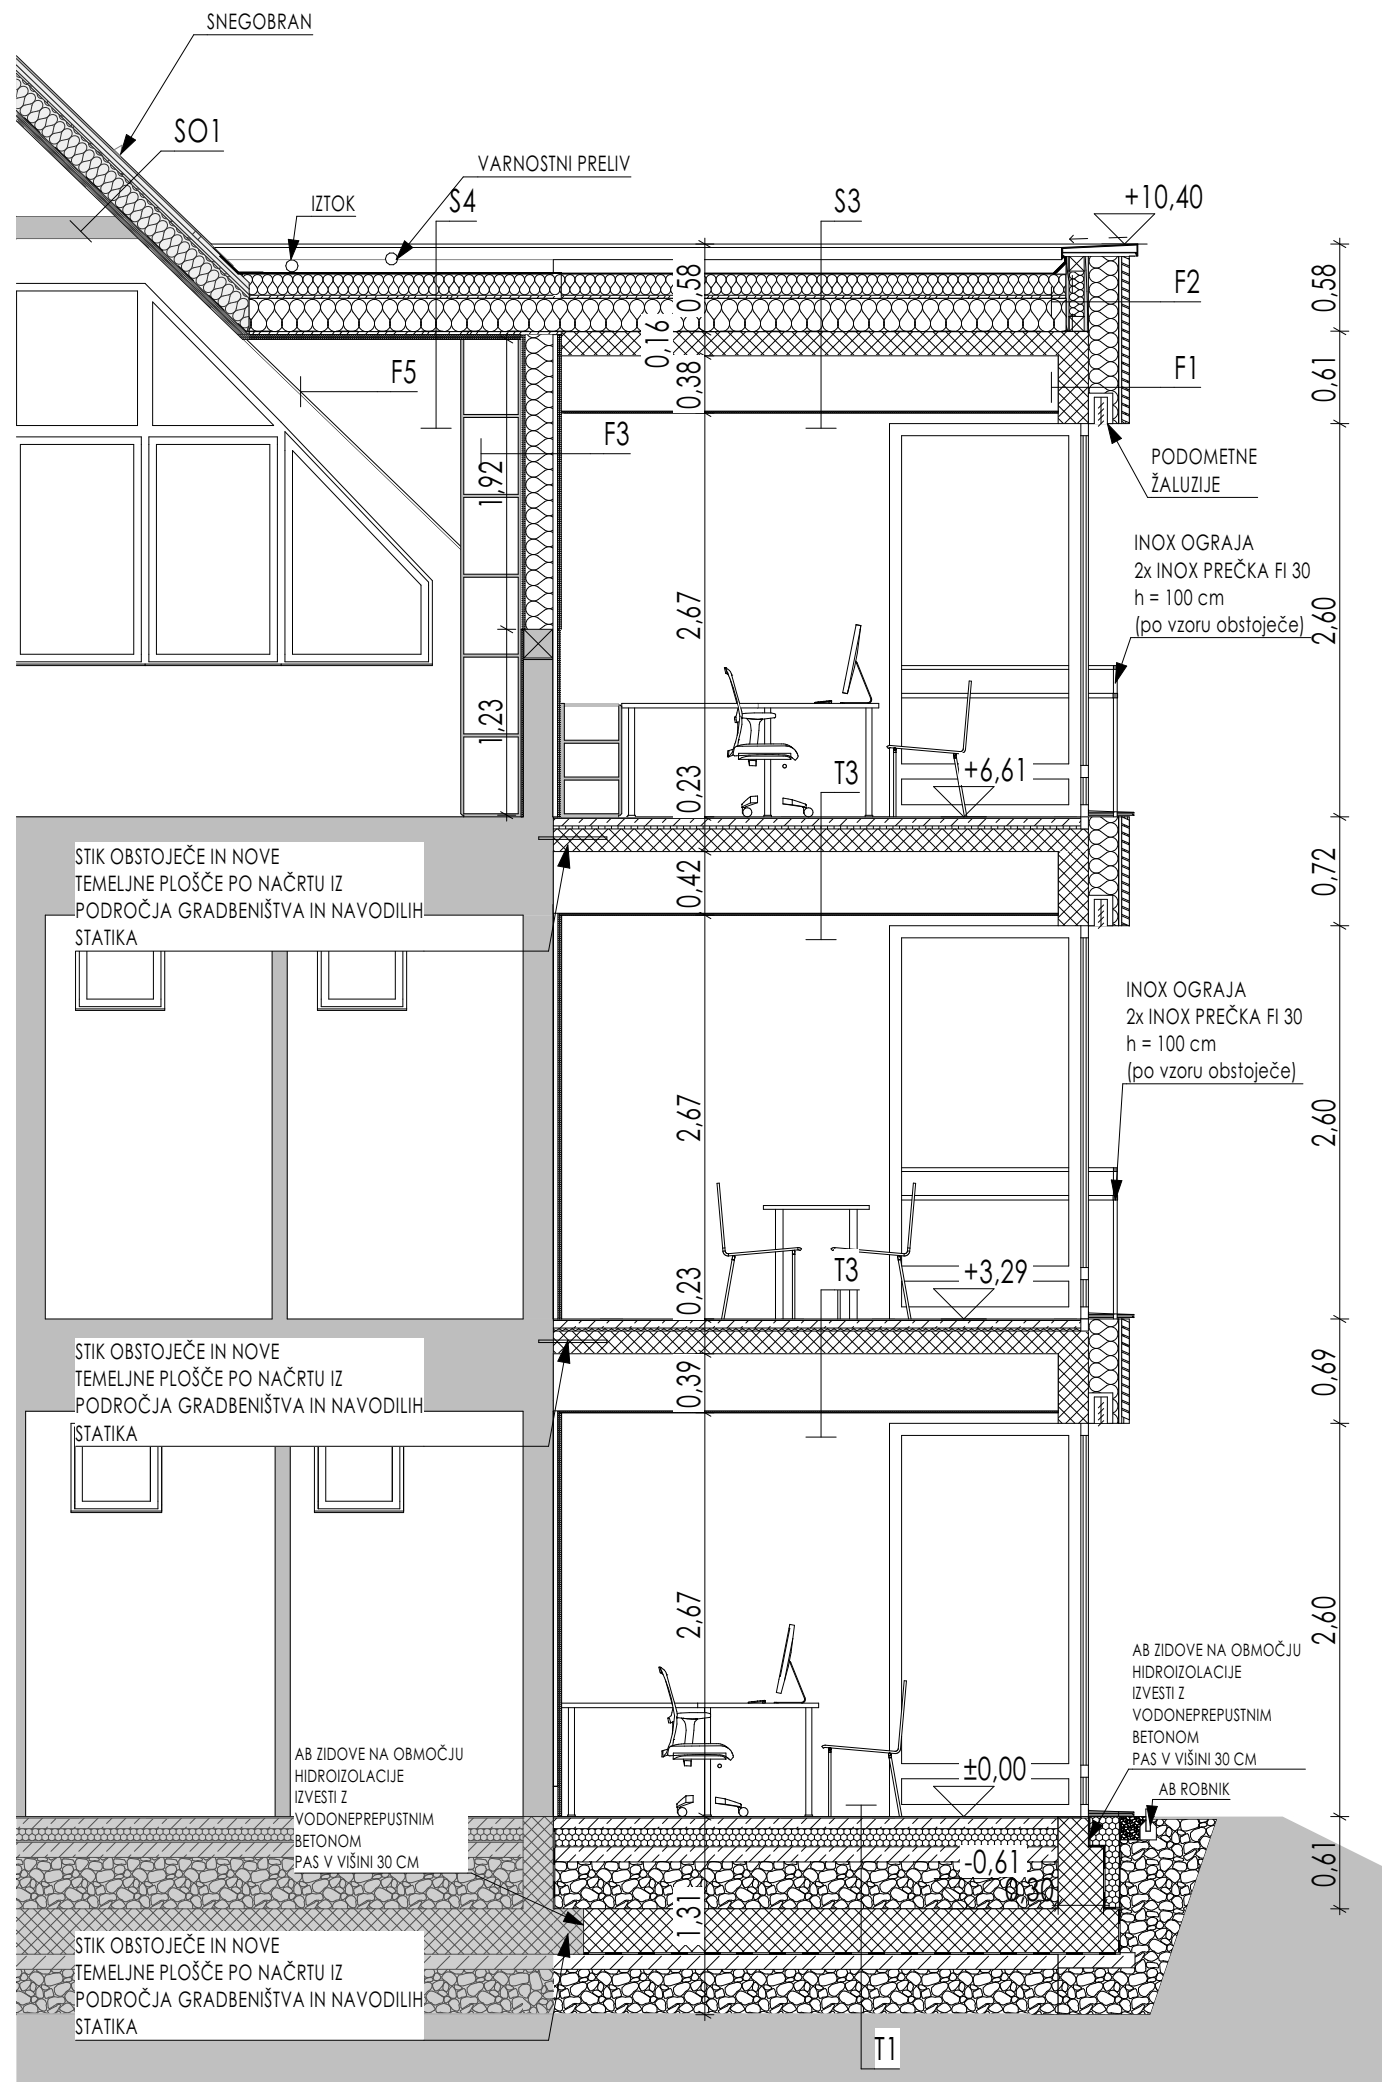 SNEGOBRAN
SO1
VARNOSTNI PRELIV
IZTOK
S4
S3
+10,40
0,58
0,58
F2
0,16
0,38
F5
F1
0,61
F3
1,92
PODOMETNE
ŽALUZIJE
INOX OGRAJA
2x INOX PREČKA FI 30
h = 100 cm
(po vzoru obstoječe)
2,67
2,60
1,23
0,23
T3
+6,61
STIK OBSTOJEČE IN NOVE
TEMELJNE PLOŠČE PO NAČRTU IZ
PODROČJA GRADBENIŠTVA IN NAVODILIH
STATIKA
0,42
0,72
INOX OGRAJA
2x INOX PREČKA FI 30
h = 100 cm
(po vzoru obstoječe)
2,67
2,60
0,23
T3
+3,29
STIK OBSTOJEČE IN NOVE
TEMELJNE PLOŠČE PO NAČRTU IZ
PODROČJA GRADBENIŠTVA IN NAVODILIH
STATIKA
0,39
0,69
2,67
2,60
AB ZIDOVE NA OBMOČJU
HIDROIZOLACIJE
IZVESTI Z
VODONEPREPUSTNIM
BETONOM
PAS V VIŠINI 30 CM
AB ROBNIK
AB ZIDOVE NA OBMOČJU
HIDROIZOLACIJE
IZVESTI Z
VODONEPREPUSTNIM
BETONOM
PAS V VIŠINI 30 CM
±0,00
-0,61
0,30
0,61
1,31
STIK OBSTOJEČE IN NOVE
TEMELJNE PLOŠČE PO NAČRTU IZ
PODROČJA GRADBENIŠTVA IN NAVODILIH
STATIKA
T1